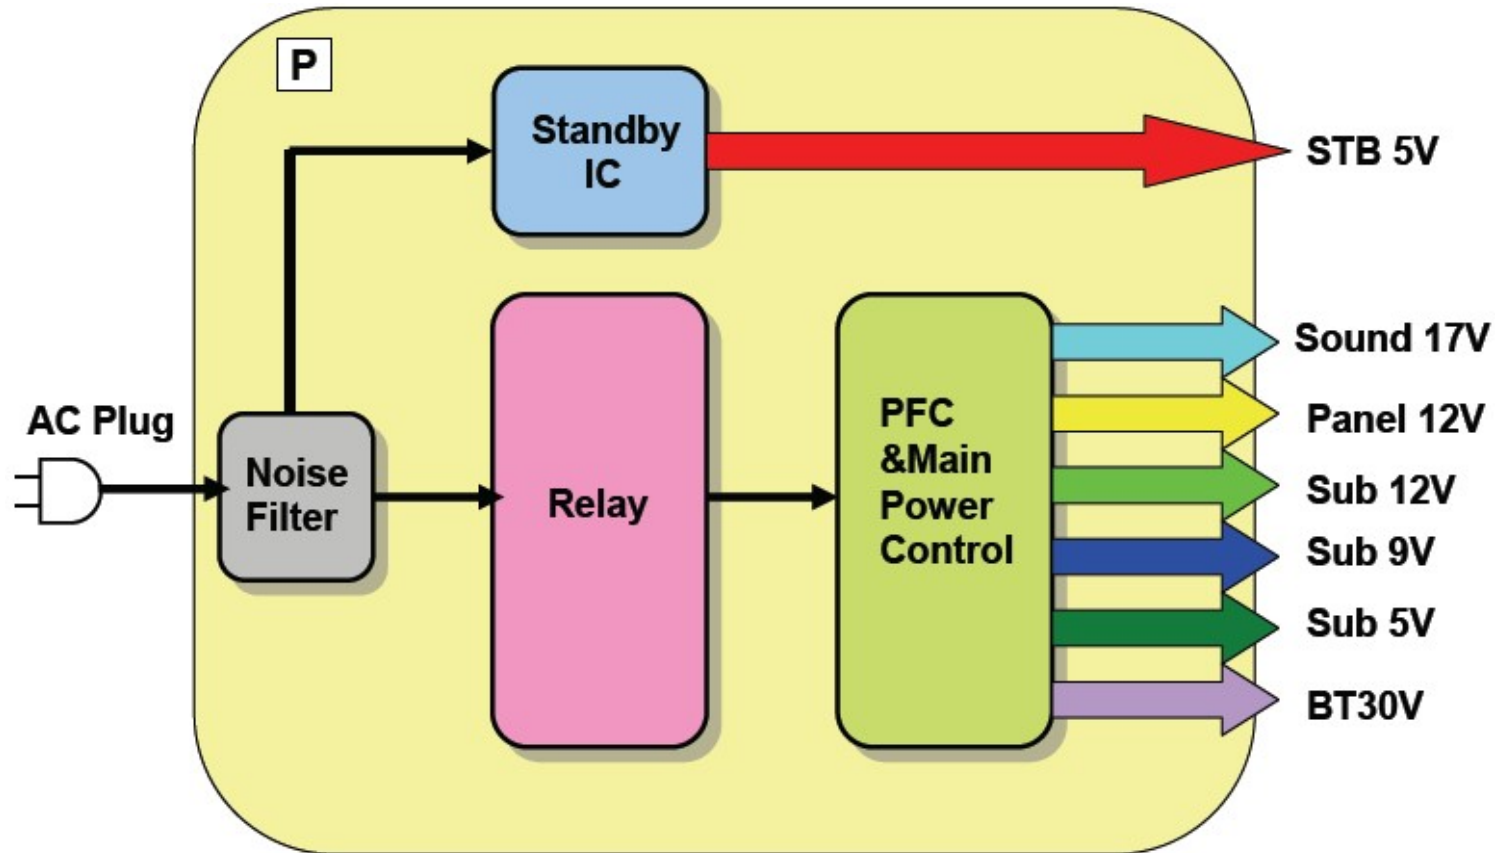 P
Standby
IC
STB 5V
Sound 17V
AC Plug
Noise
Filter
Relay
PFC
&Main
Power
Control
Panel 12V
Sub 12V
Sub 9V
Sub 5V
BT30V